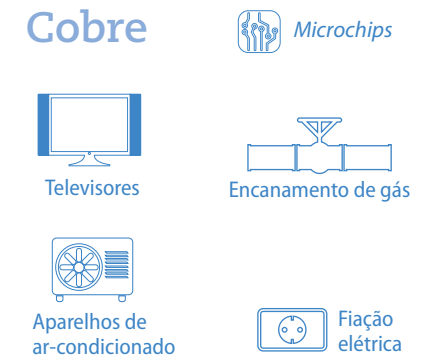 Cobre
Microchips
Televisores
Encanamento de gás
Aparelhos de
ar-condicionado
Fiação
elétrica